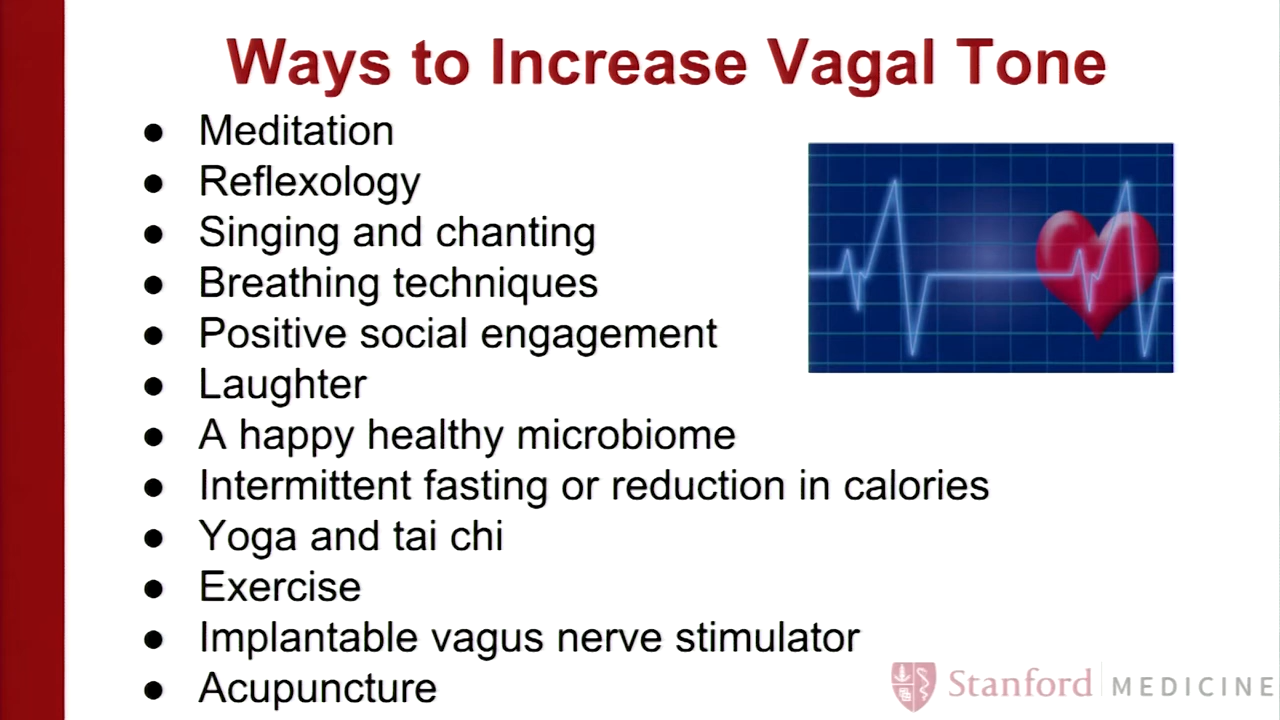 Ways to Increase Vagal Tone
● Meditation
● Reflexology
● Singing and chanting
● Breathing techniques
● Positive social engagement
● Laughter
● A happy healthy microbiome
● Intermittent fasting or reduction in calories
● Yoga and tai chi
● Exercise
● Implantable vagus nerve stimulator
● Acupuncture
Stanford MEDICINE